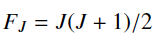 F_J = J(J + 1)/2